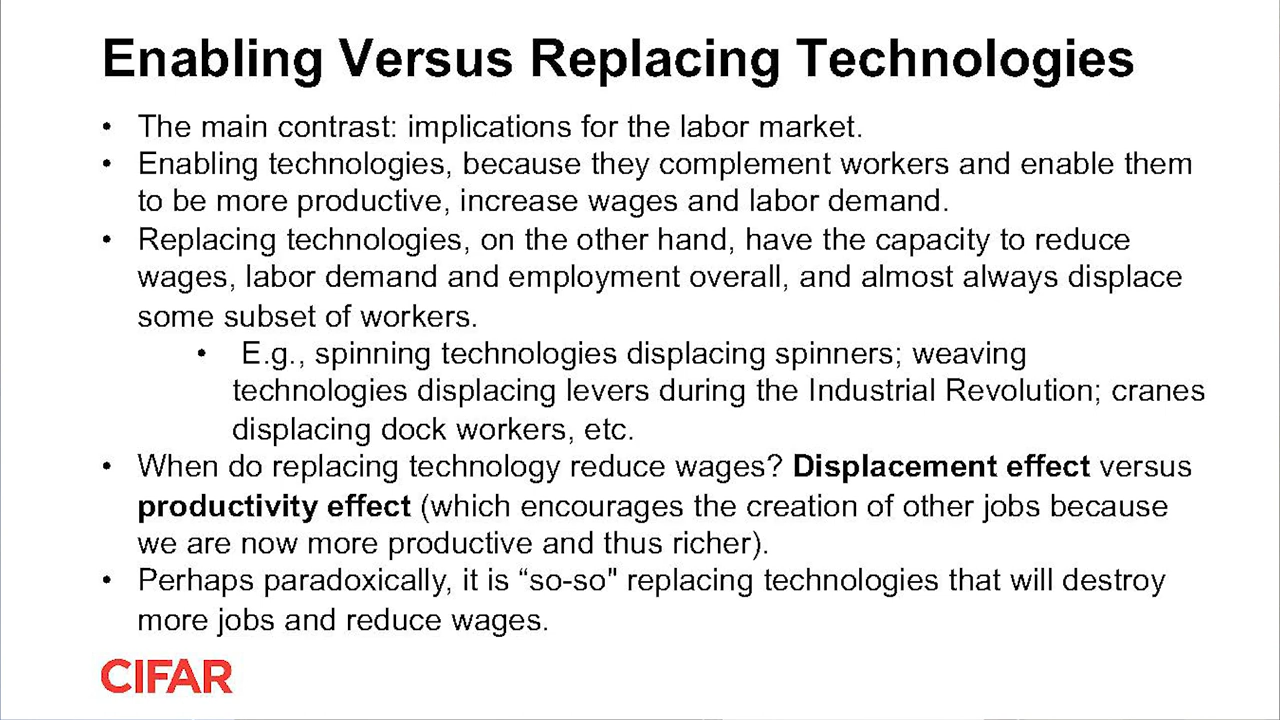 Enabling Versus Replacing Technologies
• The main contrast: implications for the labor market.
• Enabling technologies, because they complement workers and enable them
to be more productive, increase wages and labor demand.
• Replacing technologies, on the other hand, have the capacity to reduce
wages, labor demand and employment overall, and almost always displace
some subset of workers.
• E.g., spinning technologies displacing spinners; weaving
technologies displacing levers during the Industrial Revolution; cranes
displacing dock workers, etc.
• When do replacing technology reduce wages? Displacement effect versus
productivity effect (which encourages the creation of other jobs because
we are now more productive and thus richer).
• Perhaps paradoxically, it is “so-so" replacing technologies that will destroy
more jobs and reduce wages.
CIFAR